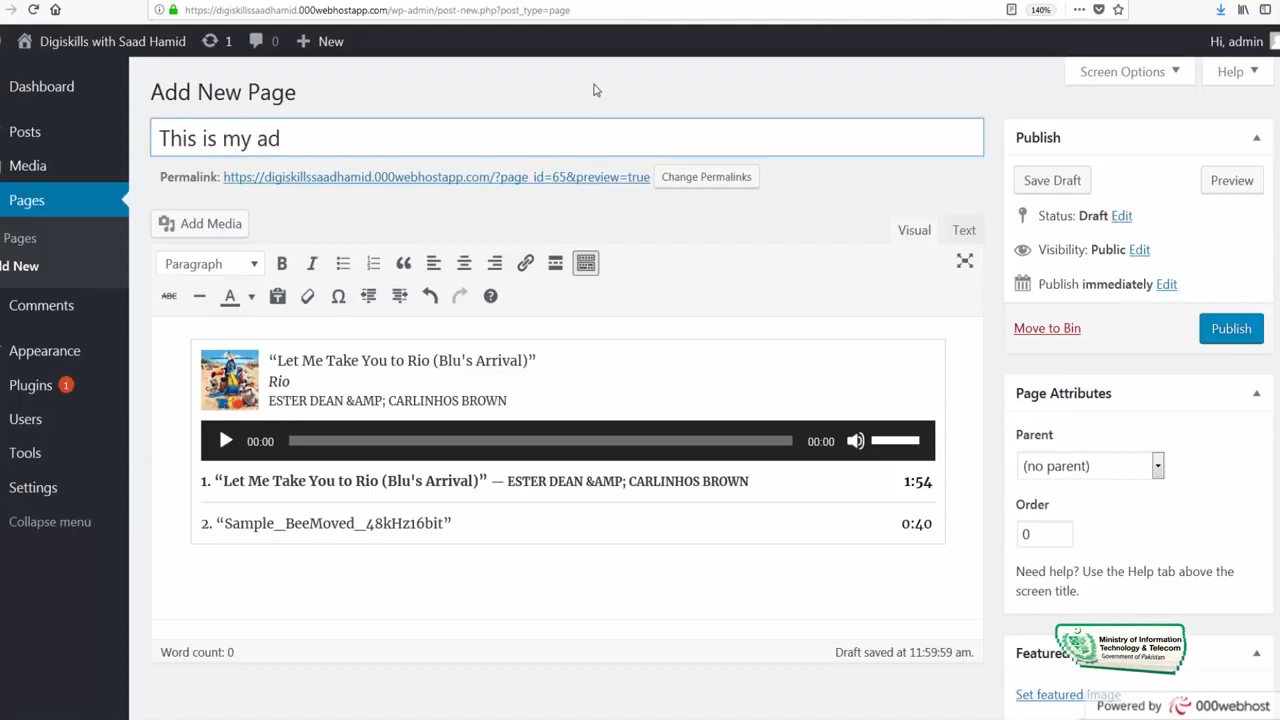 https://digiskillssaadhamid.000webhostapp.com/wp-admin/post-new.php?post_type=page
140%
Digiskills with Saad Hamid
1
0
New
Hi, admin
Screen Options
Help
Dashboard
Posts
Media
Pages
Pages
dd New
Comments
Appearance
Plugins 1
Users
Tools
Settings
Collapse menu
Add New Page
This is my ad
Permalink: https://digiskillssaadhamid.000webhostapp.com/?page_id=65&preview=true Change Permalinks
Add Media
Visual Text
Paragraph
B I
ABC A
“Let Me Take You to Rio (Blu's Arrival)”
Rio
ESTER DEAN &AMP; CARLINHOS BROWN
00:00 00:00
1. “Let Me Take You to Rio (Blu's Arrival)” — ESTER DEAN &AMP; CARLINHOS BROWN 1:54
2. “Sample_BeeMoved_48kHz16bit” 0:40
Word count: 0
Draft saved at 11:59:59 am.
Publish
Save Draft
Preview
Status: Draft Edit
Visibility: Public Edit
Publish immediately Edit
Move to Bin
Publish
Page Attributes
Parent
(no parent)
Order
0
Need help? Use the Help tab above the
screen title.
Featured
Set featured image
Ministry of Information
Technology & Telecom
Government of Pakistan
Powered by 000webhost